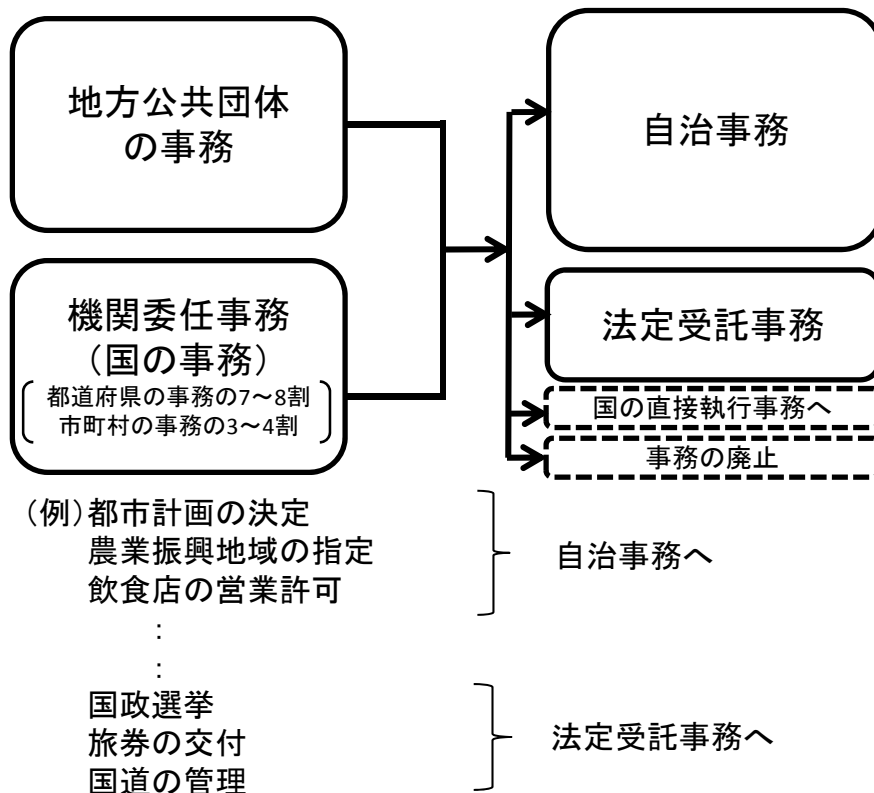 地方公共団体
の事務
機関委任事務
（国の事務）
都道府県の事務の7～8割
市町村の事務の3～4割
自治事務
法定受託事務
国の直接執行事務へ
事務の廃止
（例）都市計画の決定
農業振興地域の指定
飲食店の営業許可
：
：
自治事務へ
国政選挙
旅券の交付
国道の管理
法定受託事務へ